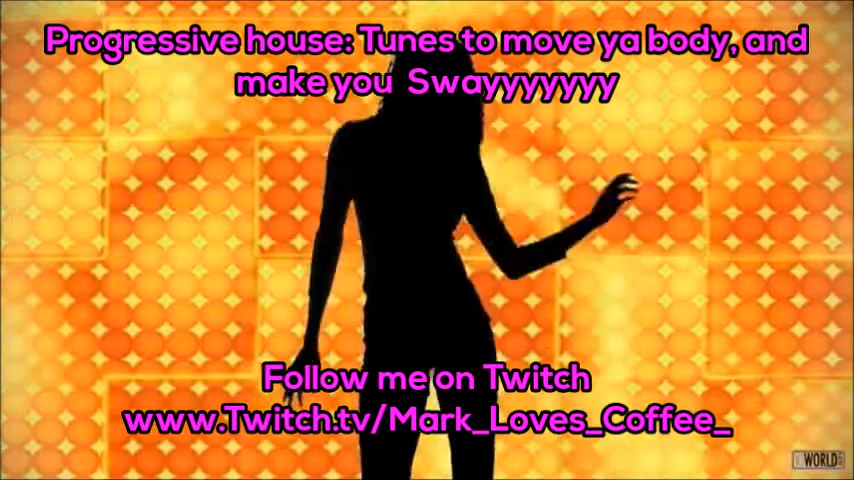 Progressive house: Tunes to move ya body, and
make you Swayyyyyyy
Follow me on Twitch
www.Twitch.tv/Mark_Loves_Coffee_
WORLD